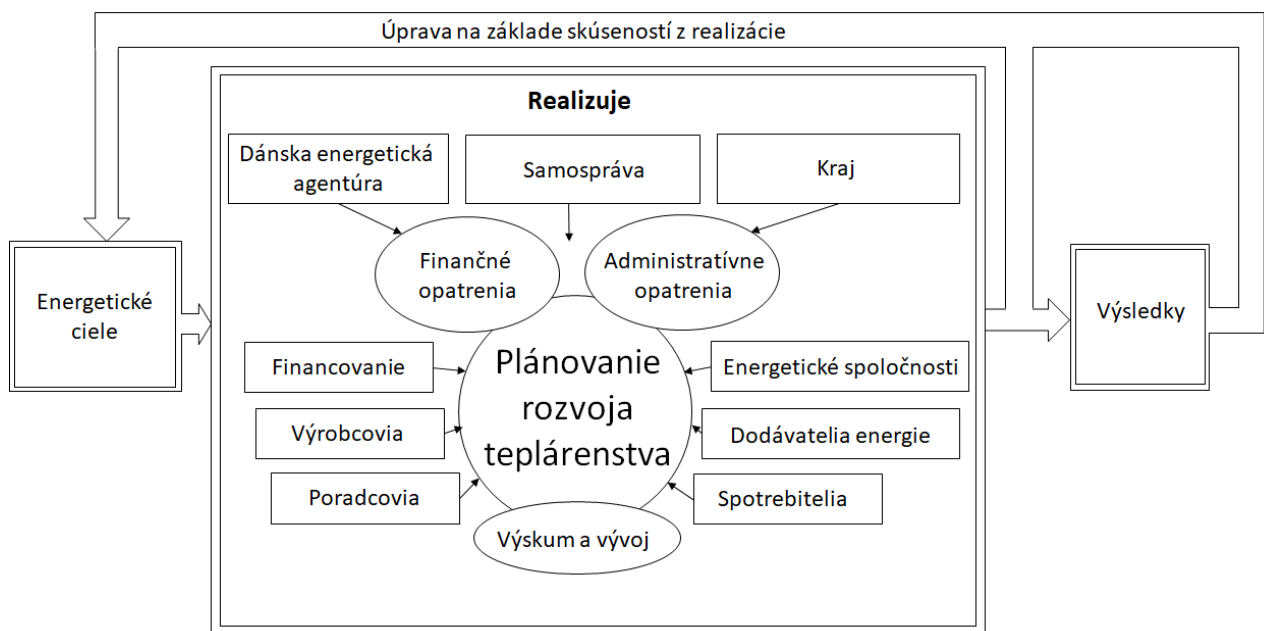 Úprava na základe skúseností z realizácie
Realizuje
Dánska energetická
agentúra
Samospráva
Kraj
Finančné
opatrenia
Administratívne
opatrenia
Energetické
ciele
Výsledky
Plánovanie
rozvoja
teplárenstva
Financovanie
Výrobcovia
Poradcovia
Energetické spoločnosti
Dodávatelia energie
Spotrebitelia
Výskum a vývoj